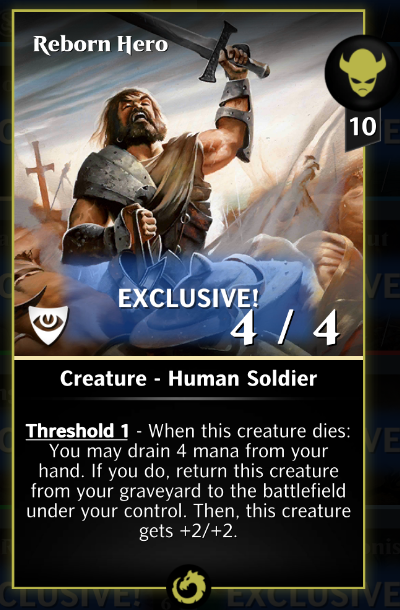 Reborn Hero
10
EXCLUSIVE!
4 / 4
Creature - Human Soldier
Threshold 1 - When this creature dies:
You may drain 4 mana from your
hand. If you do, return this creature
from your graveyard to the battlefield
under your control. Then, this creature
gets +2/+2.